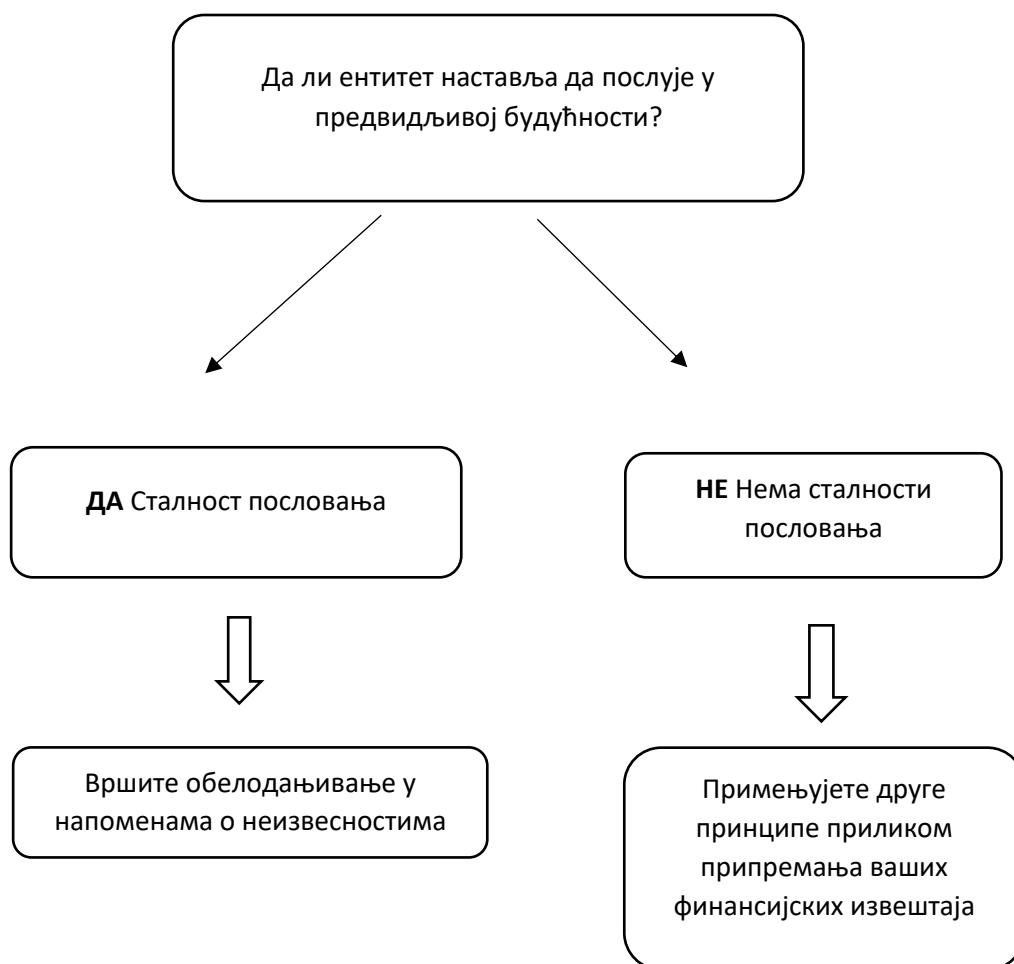 Да ли ентитет наставља да послује у
предвидљивој будућности?
ДА Сталност пословања
НЕ Нема сталности
пословања
Вршите обелодањивање у
напоменама о неизвесностима
Примењујете друге
принципе приликом
припремања ваших
финансијских извештаја